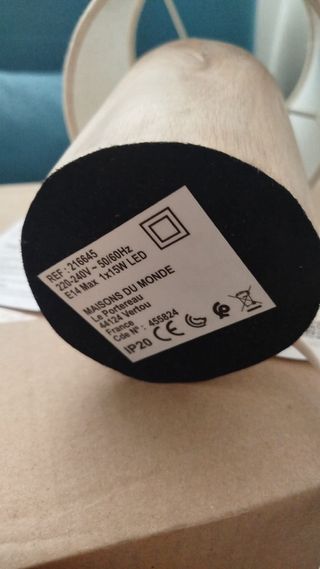 REF : 216645
220-240V ~ 50/60Hz
E14 Max 1x15W LED
MAISONS DU MONDE
Le Portereau
44124 Vertou
France
Cde N° : 455824
IP20 CE